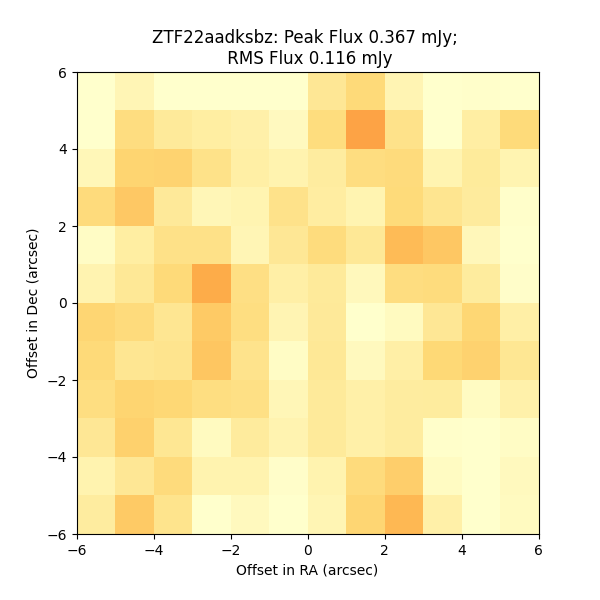 ZTF22aadksbz: Peak Flux 0.367 mJy;
RMS Flux 0.116 mJy
6
4
2
0
−2
−4
−6
Offset in Dec (arcsec)
−6 −4 −2 0 2 4 6
Offset in RA (arcsec)